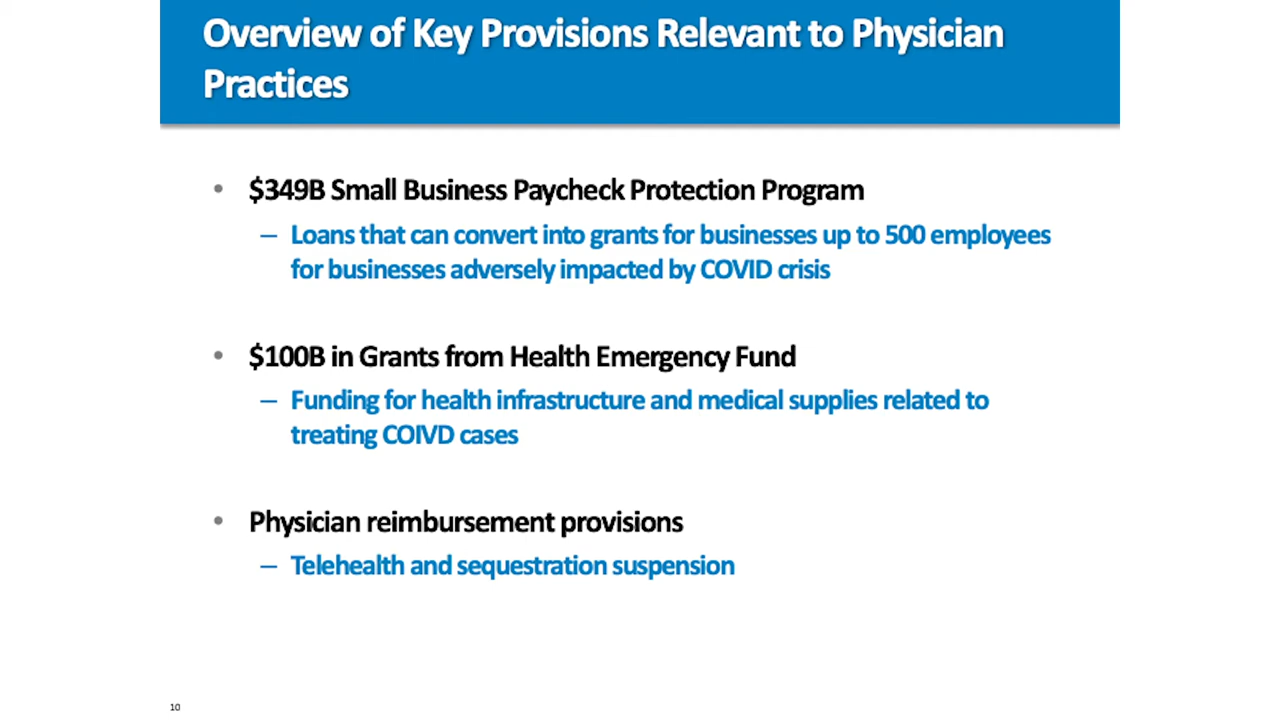 Overview of Key Provisions Relevant to Physician
Practices
• $349B Small Business Paycheck Protection Program
– Loans that can convert into grants for businesses up to 500 employees
for businesses adversely impacted by COVID crisis
• $100B in Grants from Health Emergency Fund
– Funding for health infrastructure and medical supplies related to
treating COIVD cases
• Physician reimbursement provisions
– Telehealth and sequestration suspension
10